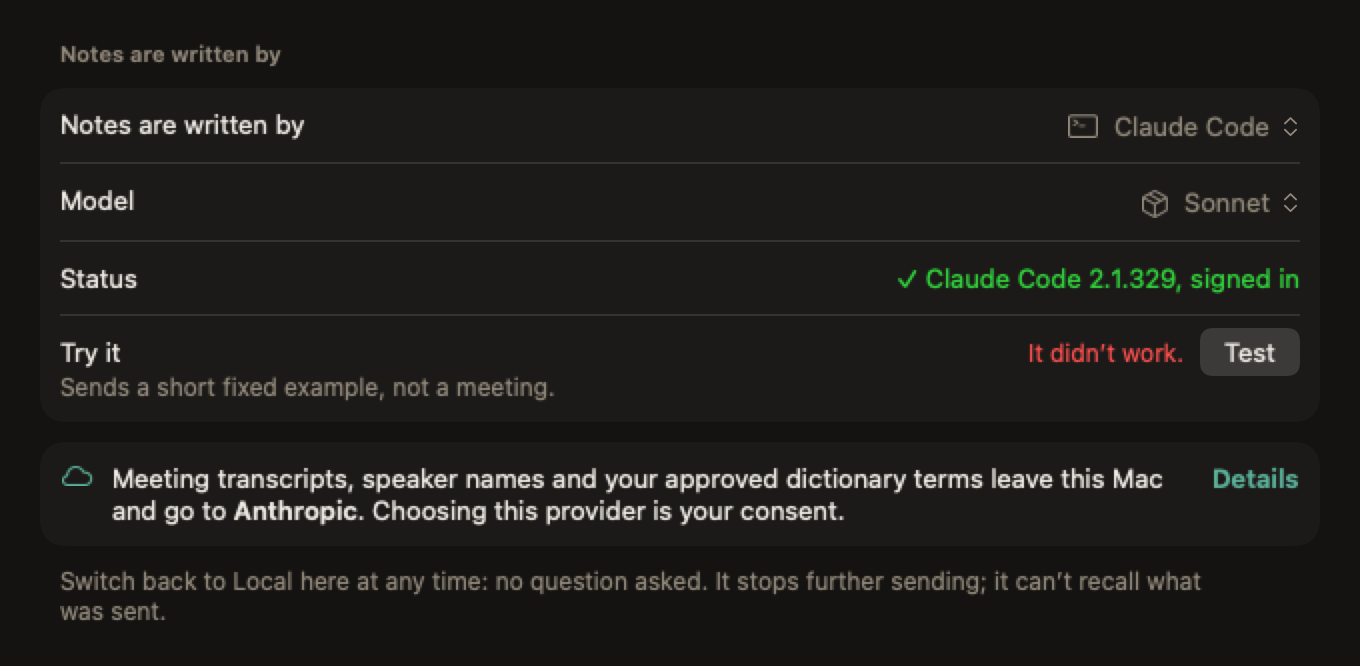 Notes are written by
Notes are written by
Claude Code
Model
Sonnet
Status
✓ Claude Code 2.1.329, signed in
Try it
It didn’t work.
Test
Sends a short fixed example, not a meeting.
Meeting transcripts, speaker names and your approved dictionary terms leave this Mac
and go to Anthropic. Choosing this provider is your consent.
Details
Switch back to Local here at any time: no question asked. It stops further sending; it can’t recall what
was sent.